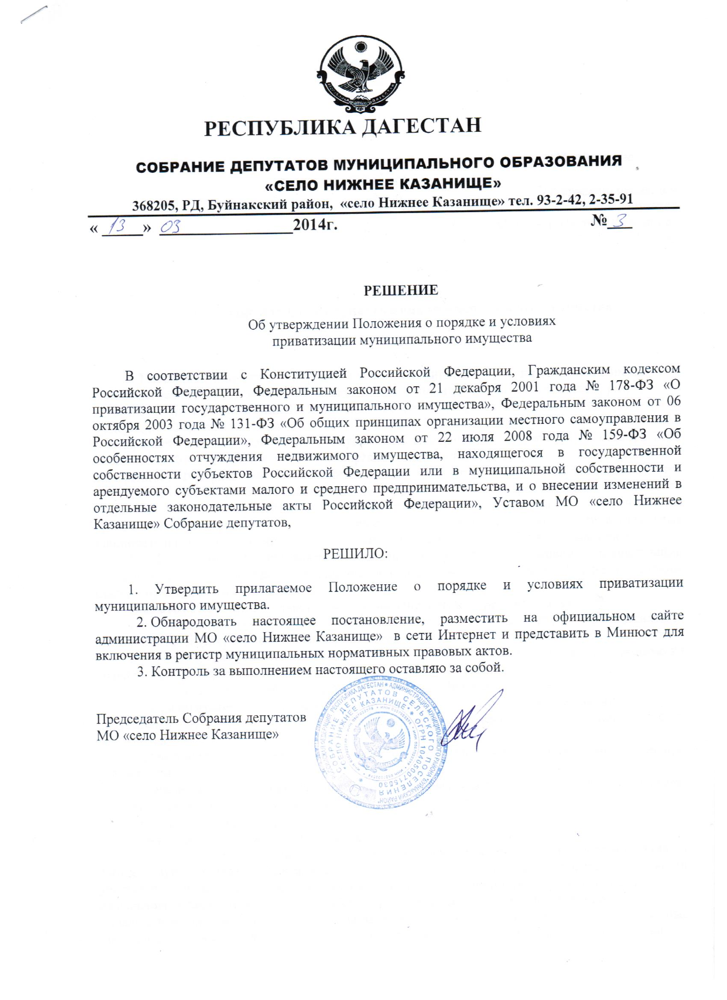 РЕСПУБЛИКА ДАГЕСТАН
РЕСПУБЛИКА ДАГЕСТАН
СОБРАНИЕ ДЕПУТАТОВ МУНИЦИПАЛЬНОГО ОБРАЗОВАНИЯ
«СЕЛО НИЖНЕЕ КАЗАНИЩЕ»
368205, РД, Буйнакский район, «село Нижнее Казанище» тел. 93-2-42, 2-35-91
« 13 » 03 2014г. № 3
РЕШЕНИЕ
Об утверждении Положения о порядке и условиях
приватизации муниципального имущества
В соответствии с Конституцией Российской Федерации, Гражданским кодексом
Российской Федерации, Федеральным законом от 21 декабря 2001 года № 178-ФЗ «О
приватизации государственного и муниципального имущества», Федеральным законом от 06
октября 2003 года № 131-ФЗ «Об общих принципах организации местного самоуправления в
Российской Федерации», Федеральным законом от 22 июля 2008 года № 159-ФЗ «Об
особенностях отчуждения недвижимого имущества, находящегося в государственной
собственности субъектов Российской Федерации или в муниципальной собственности и
арендуемого субъектами малого и среднего предпринимательства, и о внесении изменений в
отдельные законодательные акты Российской Федерации», Уставом МО «село Нижнее
Казанище» Собрание депутатов,
РЕШИЛО:
1. Утвердить прилагаемое Положение о порядке и условиях приватизации
муниципального имущества.
2. Обнародовать настоящее постановление, разместить на официальном сайте
администрации МО «село Нижнее Казанище» в сети Интернет и представить в Минюст для
включения в регистр муниципальных нормативных правовых актов.
3. Контроль за выполнением настоящего оставляю за собой.
Председатель Собрания депутатов
МО «село Нижнее Казанище»
РОССИЙСКАЯ ФЕДЕРАЦИЯ РЕСПУБЛИКА ДАГЕСТАН * АДМИНИСТРАЦИЯ МУНИЦИПАЛЬНОГО РАЙОНА "БУЙНАКСКИЙ РАЙОН"
* СОБРАНИЕ ДЕПУТАТОВ СЕЛЬСКОГО ПОСЕЛЕНИЯ
"СЕЛО НИЖНЕЕ КАЗАНИЩЕ" * ОГРН 1040500715530